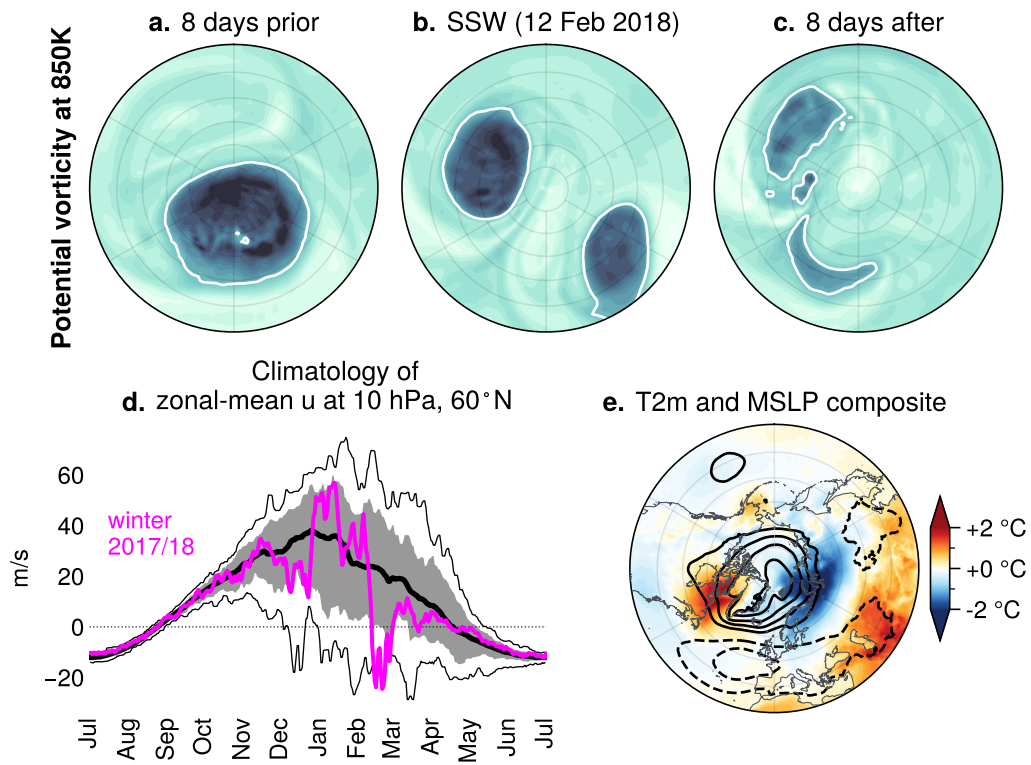 a. 8 days prior
b. SSW (12 Feb 2018)
c. 8 days after
Potential vorticity at 850K
Climatology of
d. zonal-mean u at 10 hPa, 60°N
e. T2m and MSLP composite
60
40
20
0
−20
m/s
winter
2017/18
Jul
Aug
Sep
Oct
Nov
Dec
Jan
Feb
Mar
Apr
May
Jun
Jul
+2 °C
+0 °C
-2 °C